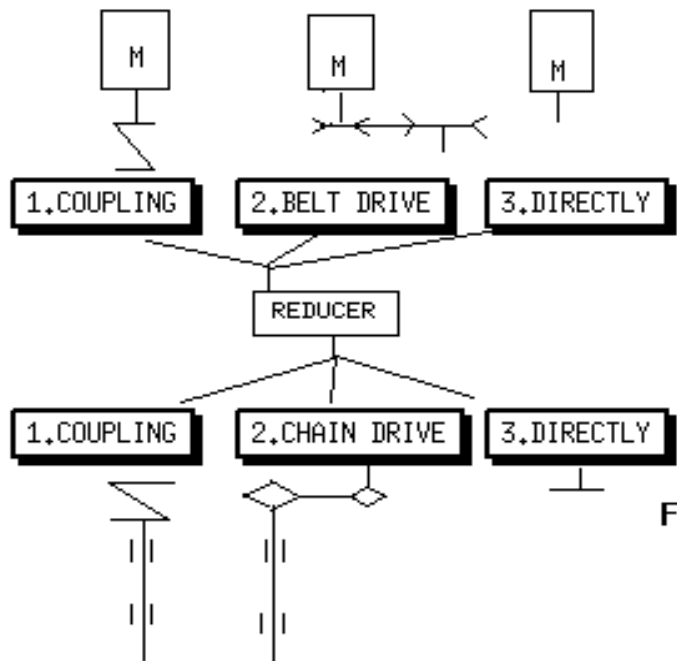 M
M
M
1.COUPLING
2.BELT DRIVE
3.DIRECTLY
REDUCER
1.COUPLING
2.CHAIN DRIVE
3.DIRECTLY
F